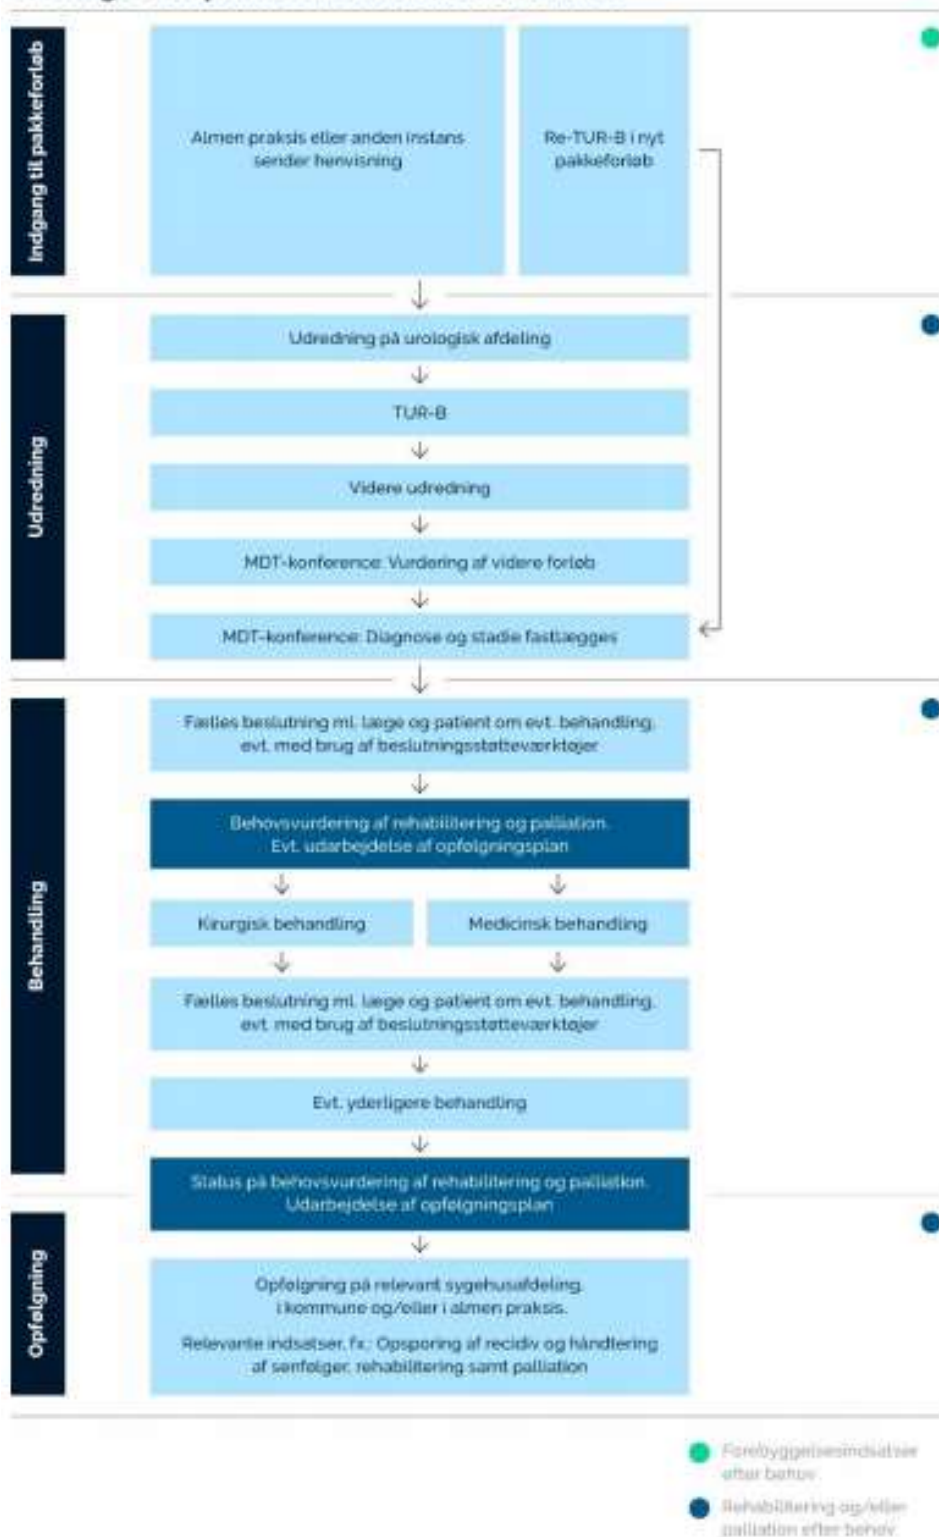 Indgang til pakkeforløb
Almen praksis eller anden instans
sender henvisning
Re-TUR-B i nyt
pakkeforløb
Udredning
Udredning på urologisk afdeling
TUR-B
Videre udredning
MDT-konference: Vurdering af videre forløb
MDT-konference: Diagnose og stadie fastlægges
Behandling
Fælles beslutning ml. læge og patient om evt. behandling,
evt. med brug af beslutningsstøtteværktøjer
Behovsvurdering af rehabilitering og palliation.
Evt. udarbejdelse af opfølgningsplan
Kirurgisk behandling
Medicinsk behandling
Fælles beslutning ml. læge og patient om evt. behandling,
evt. med brug af beslutningsstøtteværktøjer
Evt. yderligere behandling
Status på behovsvurdering af rehabilitering og palliation.
Udarbejdelse af opfølgningsplan
Opfølgning
Opfølgning på relevant sygehusafdeling,
i kommune og/eller i almen praksis.
Relevante indsatser, fx.: Opsporing af recidiv og håndtering
af senfølger, rehabilitering samt palliation
Forebyggelsesindsatser
efter behov
Rehabilitering og/eller
palliation efter behov